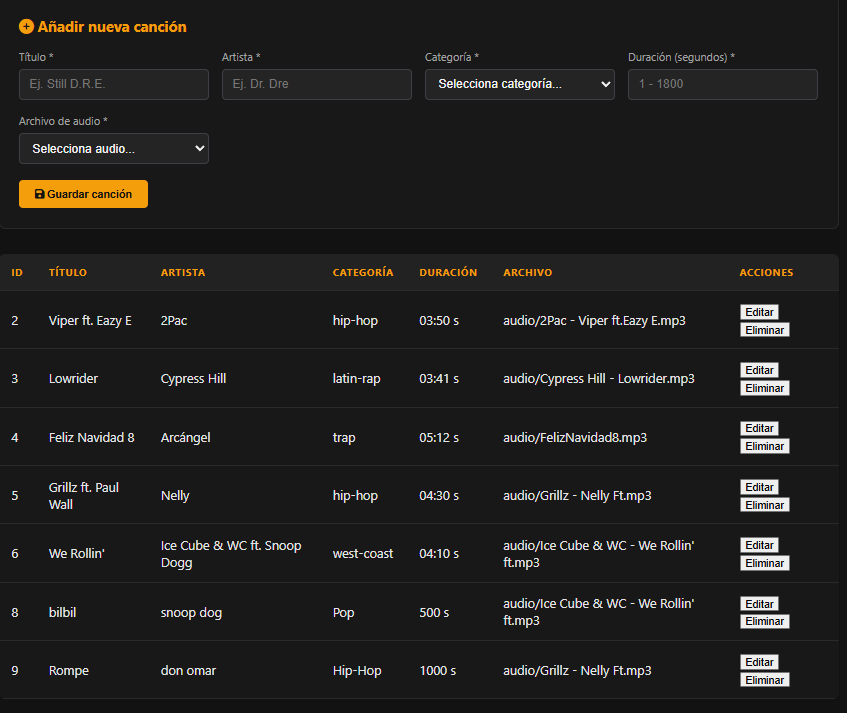 Añadir nueva canción
Título * Artista * Categoría * Duración (segundos) *
Ej. Still D.R.E. Ej. Dr. Dre Selecciona categoría... 1 - 1800
Archivo de audio *
Selecciona audio...
Guardar canción
ID TÍTULO ARTISTA CATEGORÍA DURACIÓN ARCHIVO ACCIONES
2 Viper ft. Eazy E 2Pac hip-hop 03:50 s audio/2Pac - Viper ft.Eazy E.mp3 Editar
Eliminar
3 Lowrider Cypress Hill latin-rap 03:41 s audio/Cypress Hill - Lowrider.mp3 Editar
Eliminar
4 Feliz Navidad 8 Arcángel trap 05:12 s audio/FelizNavidad8.mp3 Editar
Eliminar
5 Grillz ft. Paul Nelly hip-hop 04:30 s audio/Grillz - Nelly Ft.mp3 Editar
Wall Eliminar
6 We Rollin' Ice Cube & WC ft. Snoop west-coast 04:10 s audio/Ice Cube & WC - We Rollin' Editar
Dogg ft.mp3 Eliminar
8 bilbil snoop dog Pop 500 s audio/Ice Cube & WC - We Rollin' Editar
ft.mp3 Eliminar
9 Rompe don omar Hip-Hop 1000 s audio/Grillz - Nelly Ft.mp3 Editar
Eliminar